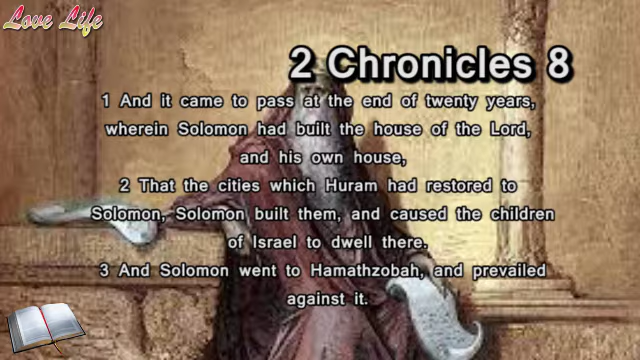 Love Life
2 Chronicles 8
1 And it came to pass at the end of twenty years,
wherein Solomon had built the house of the Lord,
and his own house,
2 That the cities which Huram had restored to
Solomon, Solomon built them, and caused the children
of Israel to dwell there.
3 And Solomon went to Hamathzobah, and prevailed
against it.